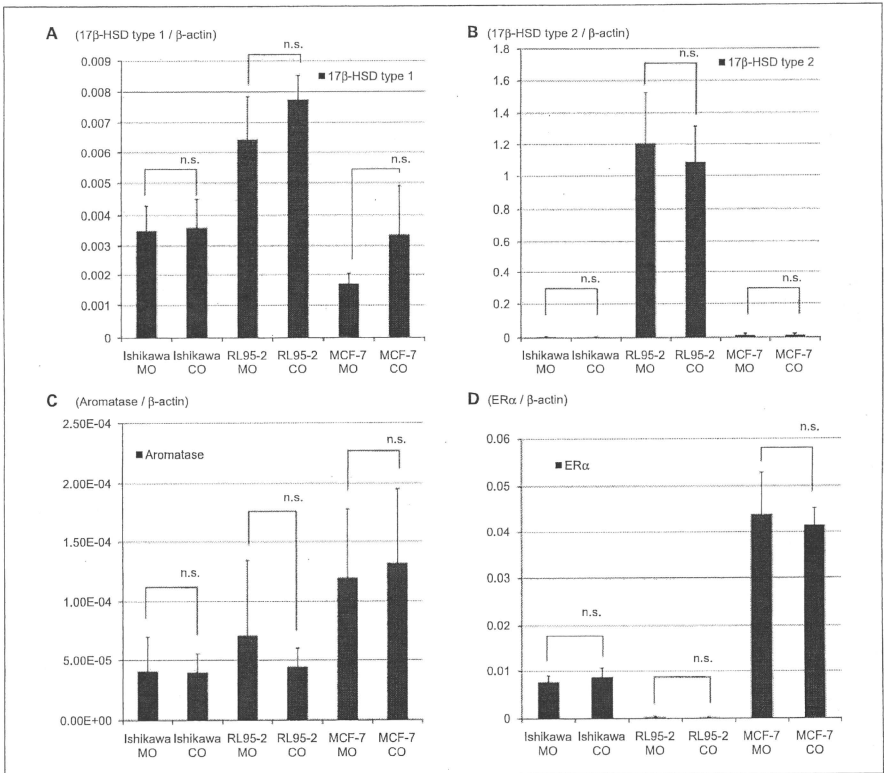 A (17β-HSD type 1 / β-actin)
n.s.
0.009
17β-HSD type 1
0.008
0.007
0.006
n.s.
n.s.
0.005
0.004
0.003
0.002
0.001
0
Ishikawa MO
Ishikawa CO
RL95-2 MO
RL95-2 CO
MCF-7 MO
MCF-7 CO
B (17β-HSD type 2 / β-actin)
1.8
n.s.
17β-HSD type 2
1.6
1.4
1.2
1
0.8
0.6
0.4
n.s.
n.s.
0.2
0
Ishikawa MO
Ishikawa CO
RL95-2 MO
RL95-2 CO
MCF-7 MO
MCF-7 CO
C (Aromatase / β-actin)
2.50E-04
Aromatase
n.s.
2.00E-04
n.s.
1.50E-04
n.s.
1.00E-04
5.00E-05
0.00E+00
Ishikawa MO
Ishikawa CO
RL95-2 MO
RL95-2 CO
MCF-7 MO
MCF-7 CO
D (ERα / β-actin)
0.06
n.s.
ERα
0.05
0.04
0.03
0.02
n.s.
n.s.
0.01
0
Ishikawa MO
Ishikawa CO
RL95-2 MO
RL95-2 CO
MCF-7 MO
MCF-7 CO